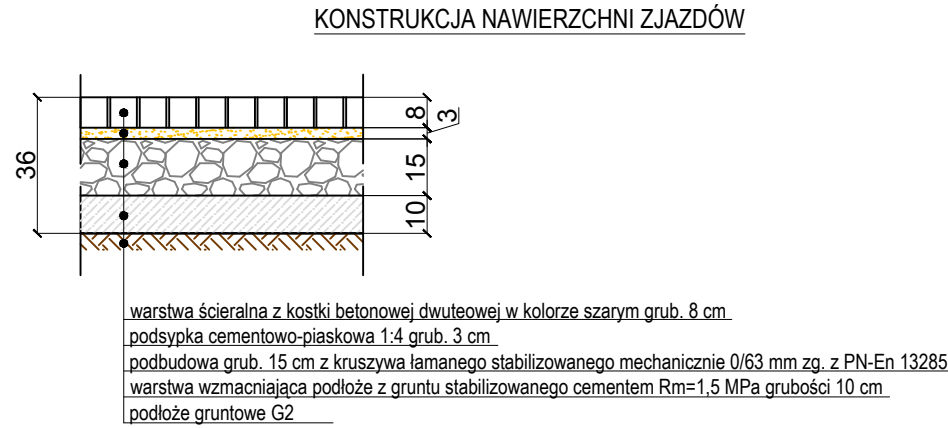 KONSTRUKCJA NAWIERZCHNI ZJAZDÓW
36
8
3
15
10
warstwa ścieralna z kostki betonowej dwuteowej w kolorze szarym grub. 8 cm
podsypka cementowo-piaskowa 1:4 grub. 3 cm
podbudowa grub. 15 cm z kruszywa łamanego stabilizowanego mechanicznie 0/63 mm zg. z PN-En 13285
warstwa wzmacniająca podłoże z gruntu stabilizowanego cementem Rm=1,5 MPa grubości 10 cm
podłoże gruntowe G2